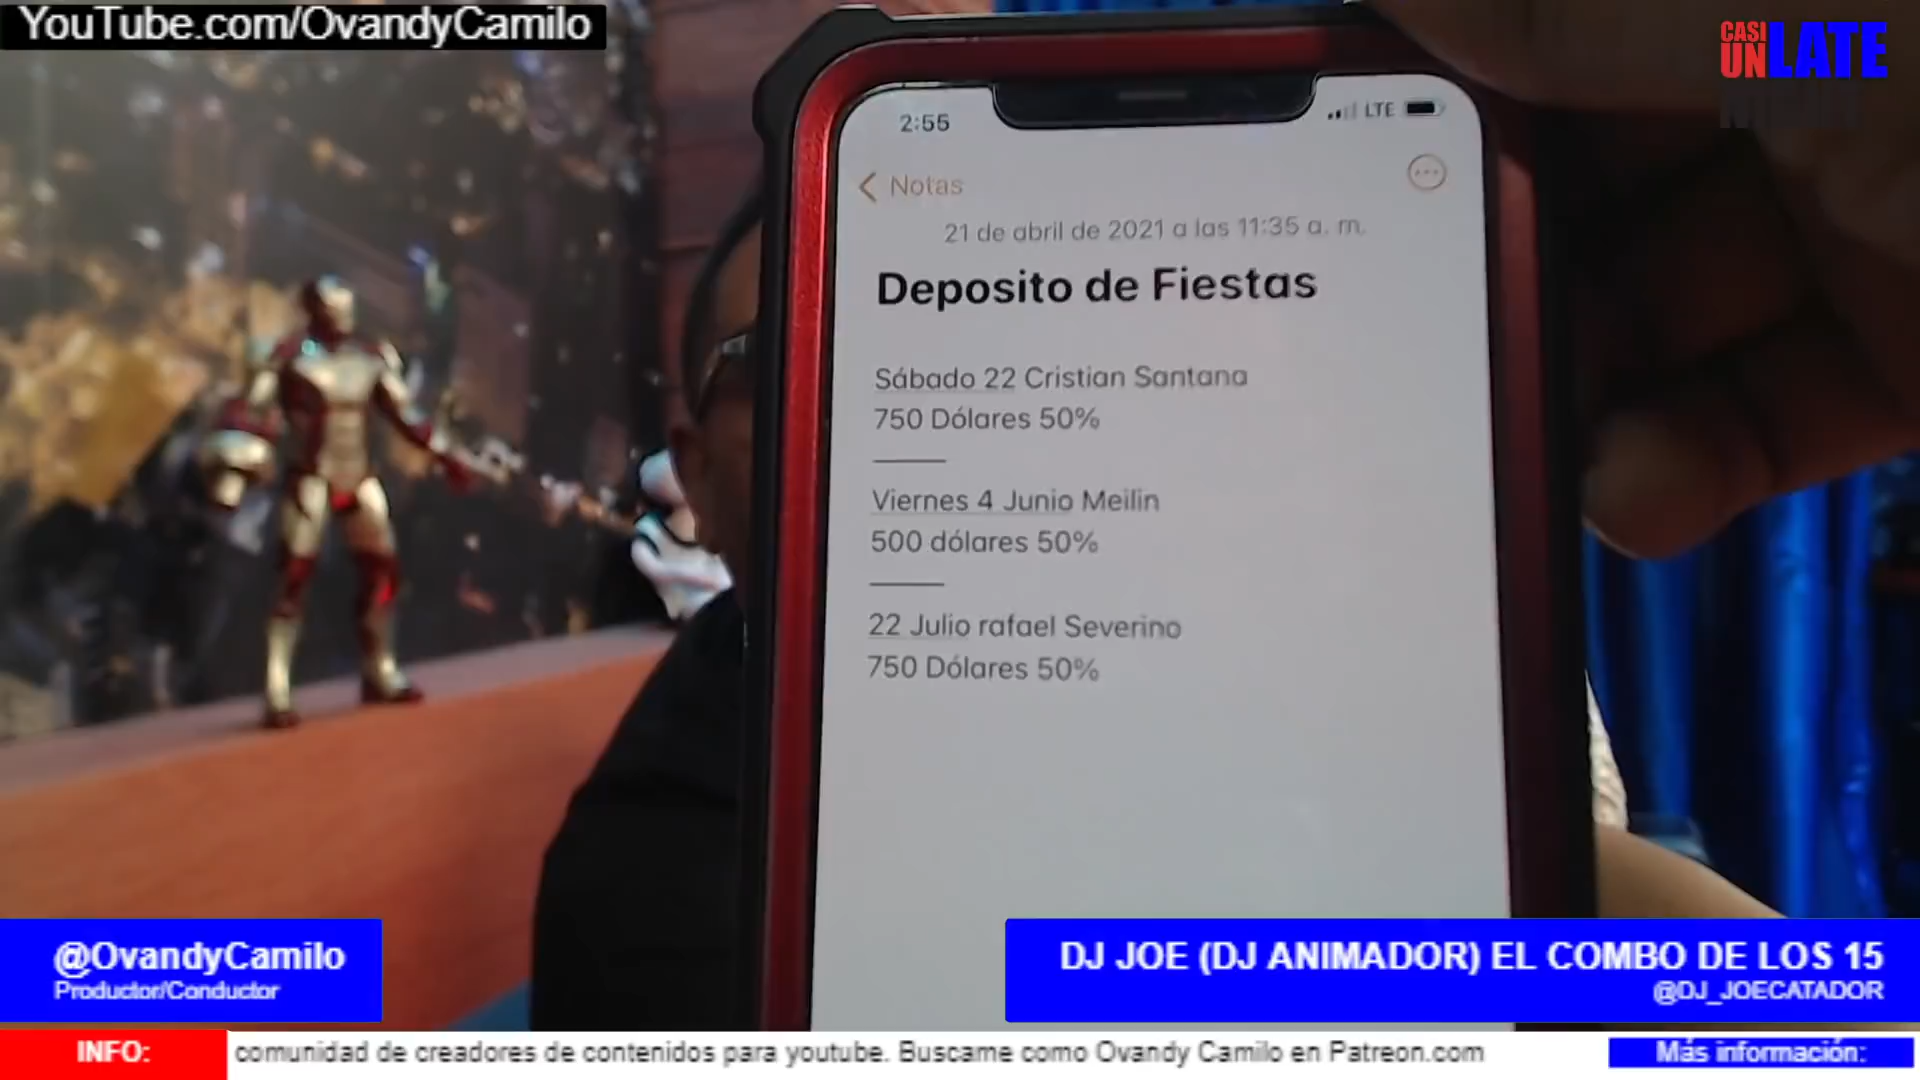 YouTube.com/OvandyCamilo
CASI
UN LATE
2:55
LTE
Notas
21 de abril de 2021 a las 11:35 a. m.
Deposito de Fiestas
Sábado 22 Cristian Santana
750 Dólares 50%
Viernes 4 Junio Meilin
500 dólares 50%
22 Julio rafael Severino
750 Dólares 50%
@OvandyCamilo
Productor/Conductor
DJ JOE (DJ ANIMADOR) EL COMBO DE LOS 15
@DJ_JOECATADOR
INFO:
comunidad de creadores de contenidos para youtube. Buscame como Ovandy Camilo en Patreon.com
Más información: